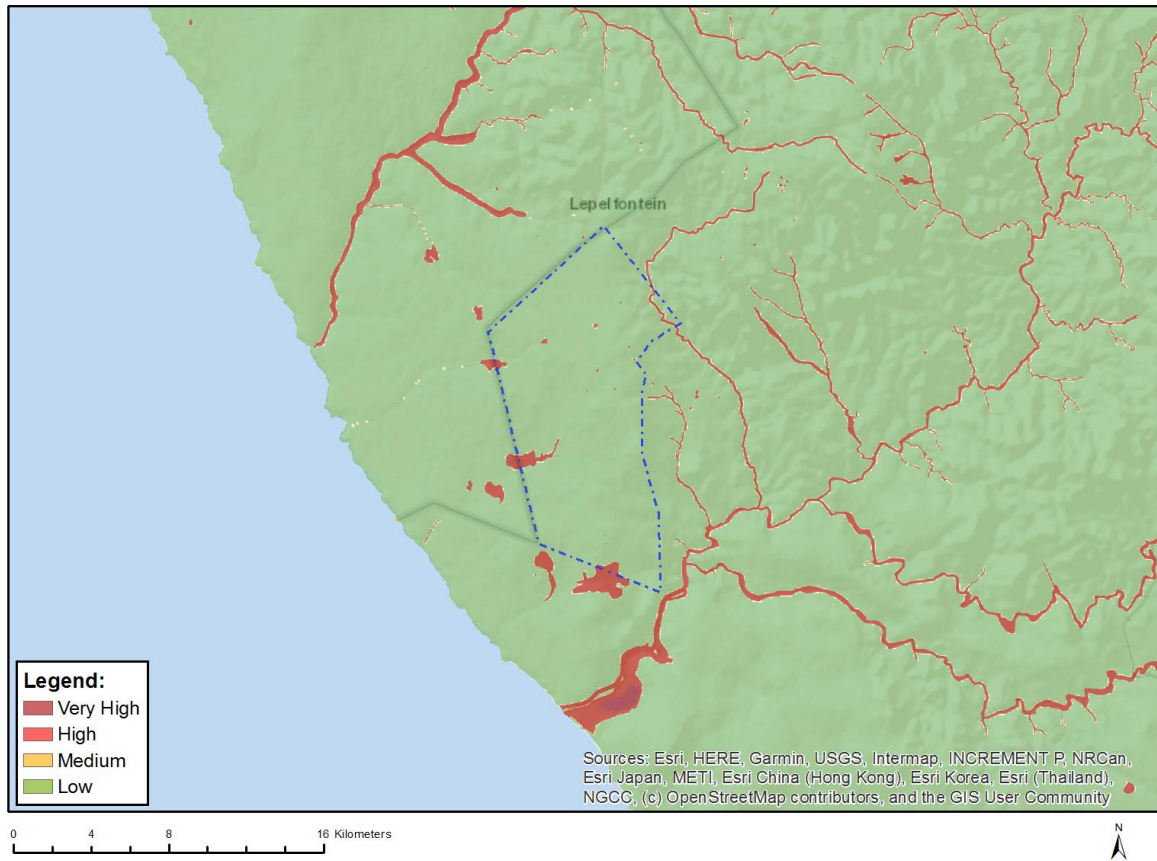 Lepelfontein
Legend:
Very High
High
Medium
Low
Sources: Esri, HERE, Garmin, USGS, Intermap, INCREMENT P, NRCan,
Esri Japan, METI, Esri China (Hong Kong), Esri Korea, Esri (Thailand),
NGCC, (c) OpenStreetMap contributors, and the GIS User Community
0 4 8 16 Kilometers
N